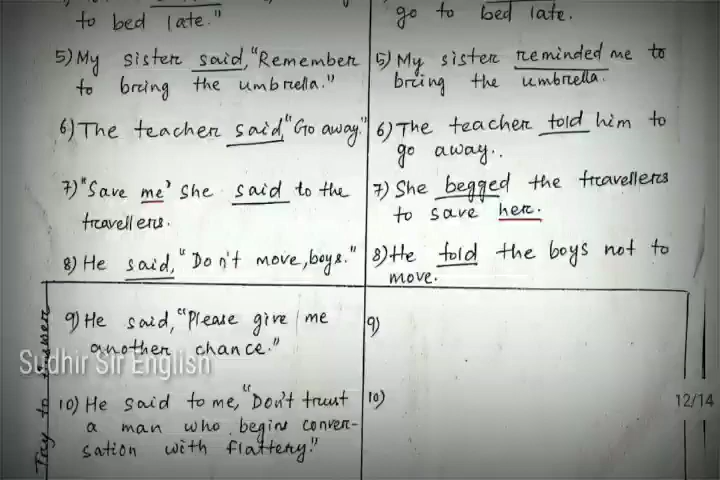 to bed late."
go to bed late.
5) My sister said, "Remember
to bring the umbrella."
5) My sister reminded me to
bring the umbrella.
6) The teacher said, "Go away."
6) The teacher told him to
go away..
7) "Save me" she said to the
travellers.
7) She begged the travellers
to save her.
8) He said, "Don't move, boys."
8) He told the boys not to
move.
9) He said, "Please give me
another chance."
9)
Sudhir Sir English
10) He said to me, "Don't trust
a man who begins conver-
sation with flattery."
10)
12/14
Try to Answer